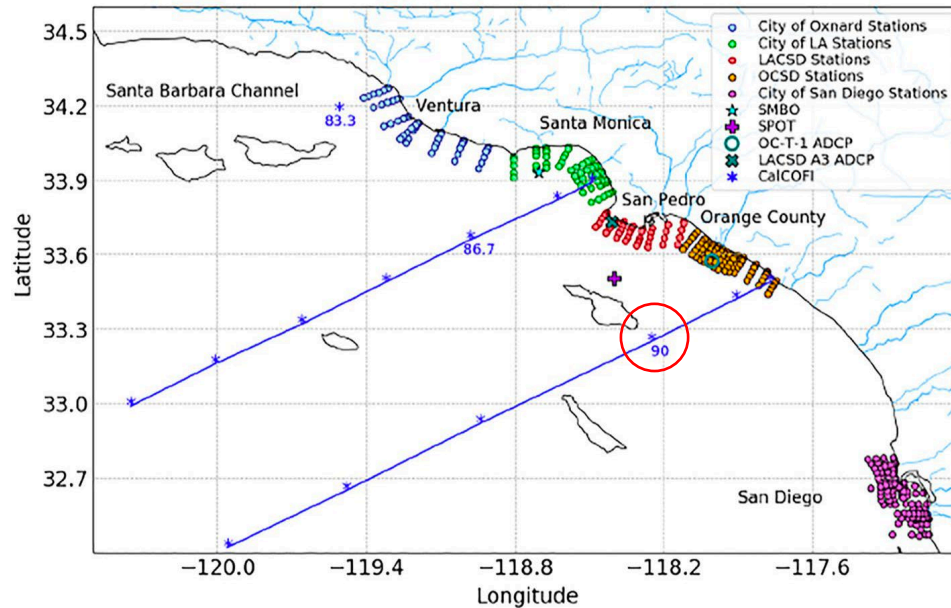 34.5
34.2
33.9
33.6
33.3
33.0
32.7
Latitude
−120.0
−119.4
−118.8
−118.2
−117.6
Longitude
Santa Barbara Channel
83.3
Ventura
Santa Monica
San Pedro
Orange County
86.7
90
San Diego
City of Oxnard Stations
City of LA Stations
LACSD Stations
OCSD Stations
City of San Diego Stations
SMBO
SPOT
OC-T-1 ADCP
LACSD A3 ADCP
CalCOFI